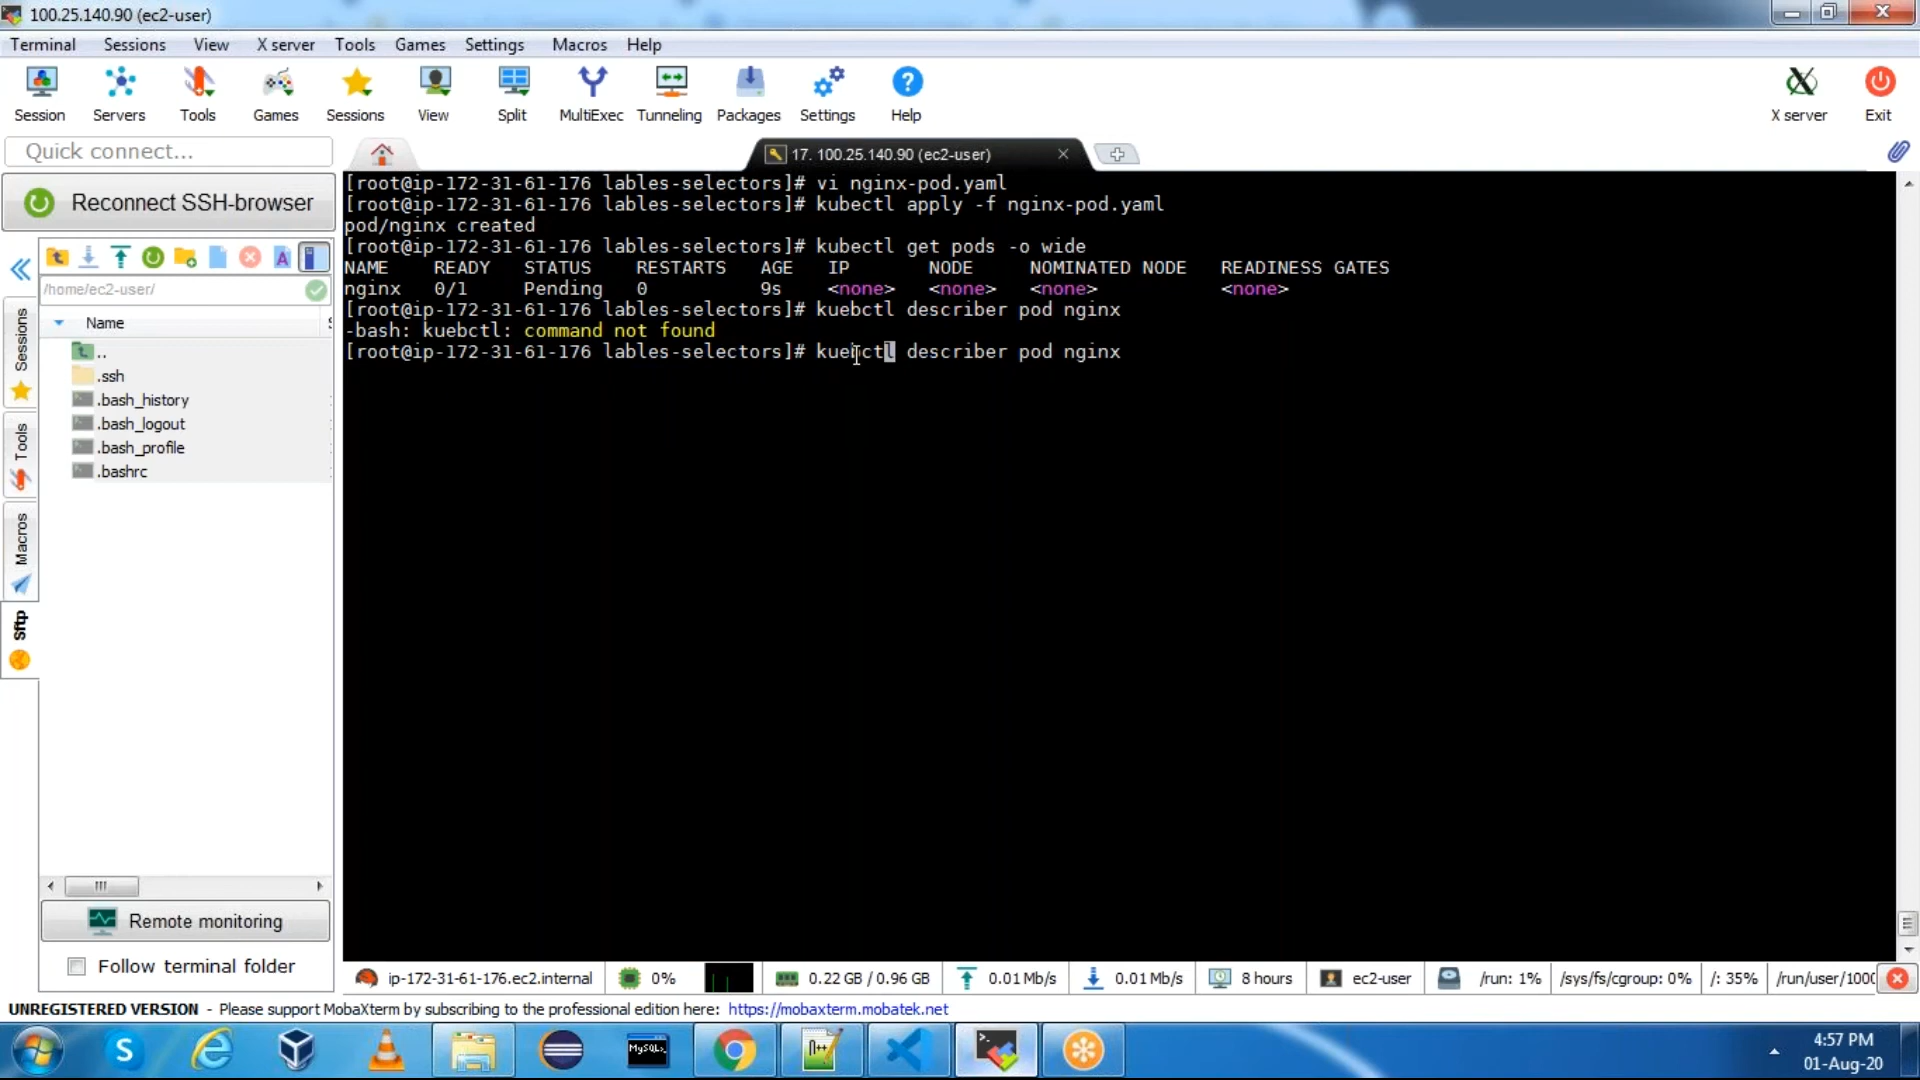 100.25.140.90 (ec2-user)
Terminal Sessions View X server Tools Games Settings Macros Help
Session Servers Tools Games Sessions View Split MultiExec Tunneling Packages Settings Help X server Exit
Quick connect...
17. 100.25.140.90 (ec2-user)
Reconnect SSH-browser
/home/ec2-user/
Name
..
.ssh
.bash_history
.bash_logout
.bash_profile
.bashrc
Sessions
Tools
Macros
Sftp
[root@ip-172-31-61-176 lables-selectors]# vi nginx-pod.yaml
[root@ip-172-31-61-176 lables-selectors]# kubectl apply -f nginx-pod.yaml
pod/nginx created
[root@ip-172-31-61-176 lables-selectors]# kubectl get pods -o wide
NAME READY STATUS RESTARTS AGE IP NODE NOMINATED NODE READINESS GATES
nginx 0/1 Pending 0 9s <none> <none> <none> <none>
[root@ip-172-31-61-176 lables-selectors]# kuebctl describer pod nginx
-bash: kuebctl: command not found
[root@ip-172-31-61-176 lables-selectors]# kuebctl describer pod nginx
Remote monitoring
Follow terminal folder
ip-172-31-61-176.ec2.internal 0% 0.22 GB / 0.96 GB 0.01 Mb/s 0.01 Mb/s 8 hours ec2-user /run: 1% /sys/fs/cgroup: 0% /: 35% /run/user/1000
UNREGISTERED VERSION - Please support MobaXterm by subscribing to the professional edition here: https://mobaxterm.mobatek.net
4:57 PM
01-Aug-20